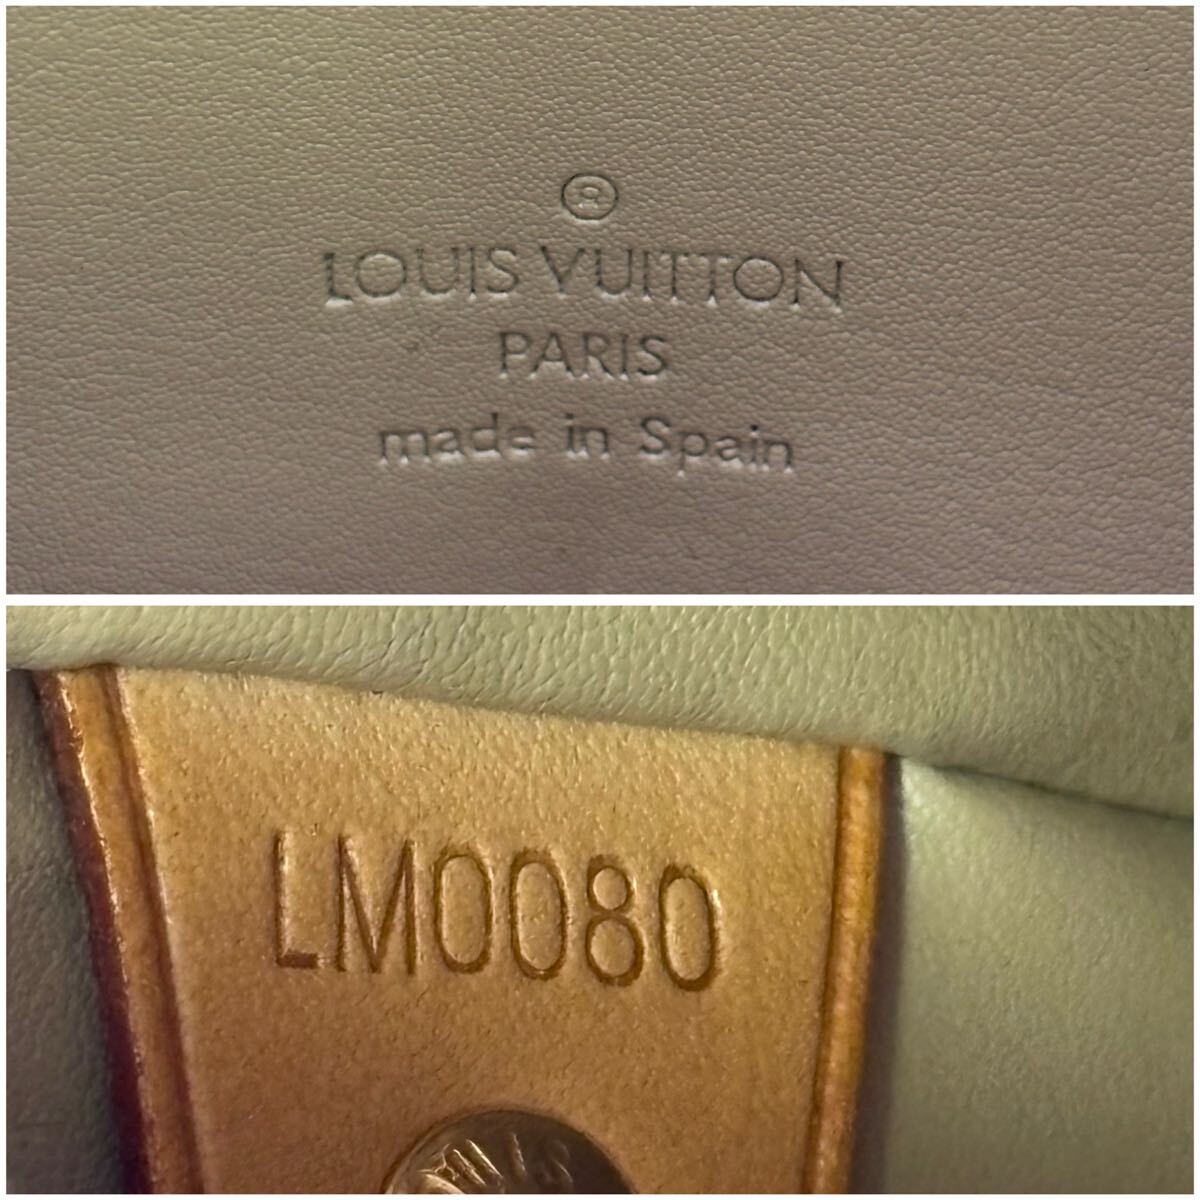 ®
LOUIS VUITTON
PARIS
made in Spain
LM0080